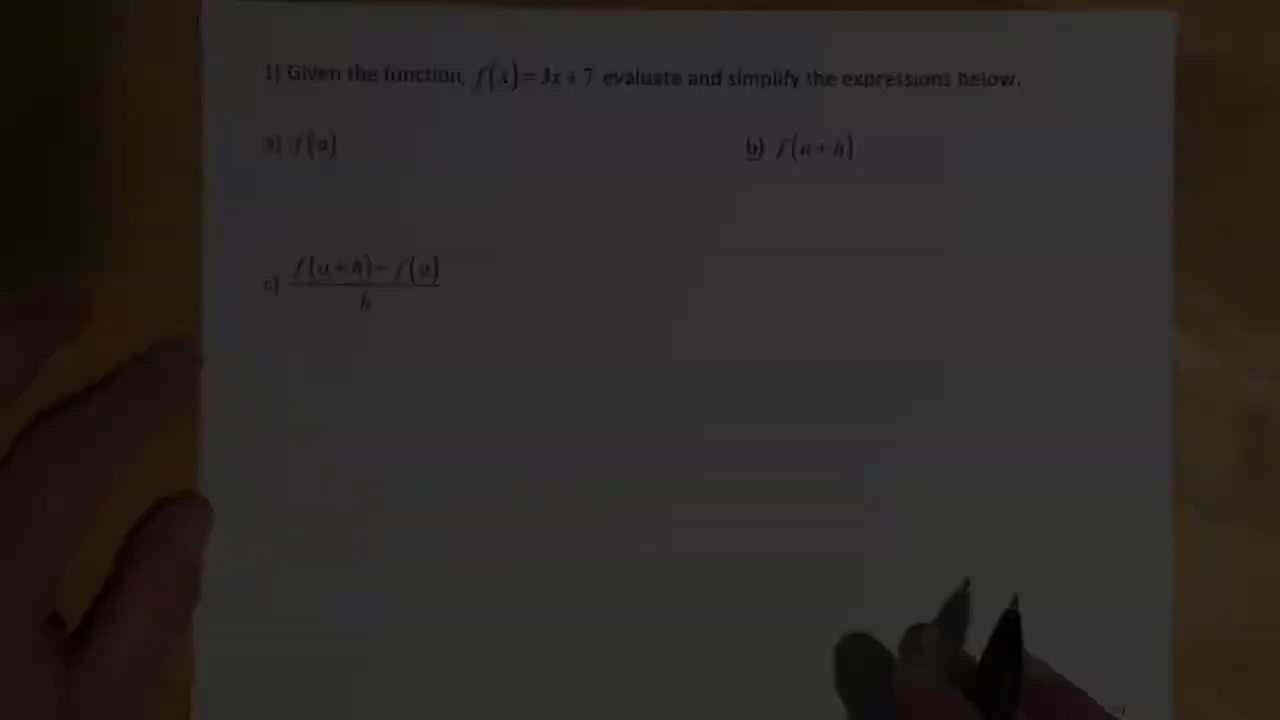 1) Given the function, f(x)=3x+7 evaluate and simplify the expressions below.
a) f(a)
b) f(a+h)
c) f(a+h)-f(a)
h